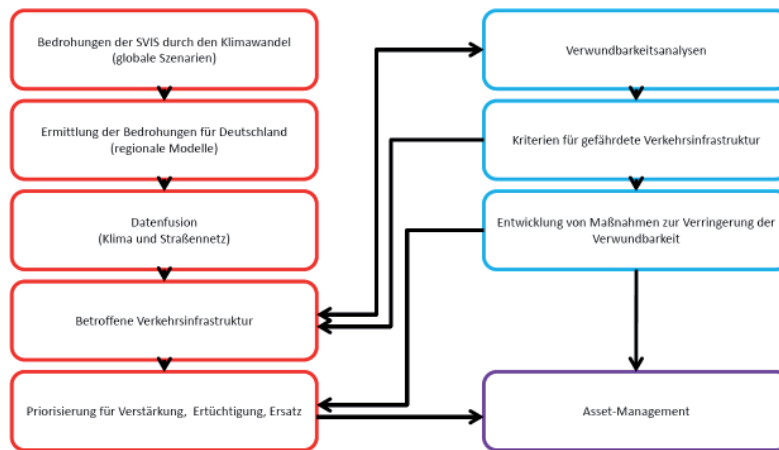 Bedrohungen der SVIS durch den Klimawandel
(globale Szenarien)
Ermittlung der Bedrohungen für Deutschland
(regionale Modelle)
Datenfusion
(Klima und Straßennetz)
Betroffene Verkehrsinfrastruktur
Priorisierung für Verstärkung, Ertüchtigung, Ersatz
Verwundbarkeitsanalysen
Kriterien für gefährdete Verkehrsinfrastruktur
Entwicklung von Maßnahmen zur Verringerung der
Verwundbarkeit
Asset-Management